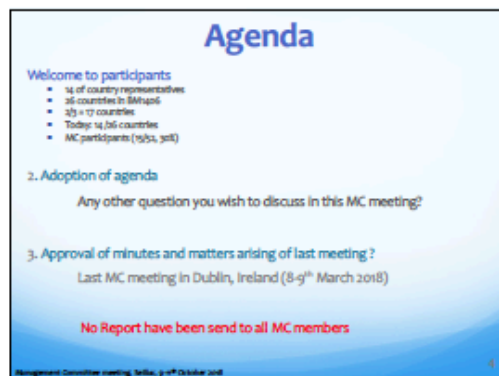 Agenda
Welcome to participants
▪ 14 of country representatives
▪ 26 countries in BM1406
▪ 2/3 = 17 countries
▪ Today: 14/26 countries
▪ MC participants (15/52, 30%)
2. Adoption of agenda
Any other question you wish to discuss in this MC meeting?
3. Approval of minutes and matters arising of last meeting ?
Last MC meeting in Dublin, Ireland (8-9th March 2018)
No Report have been send to all MC members
Management Committee meeting, October 2018